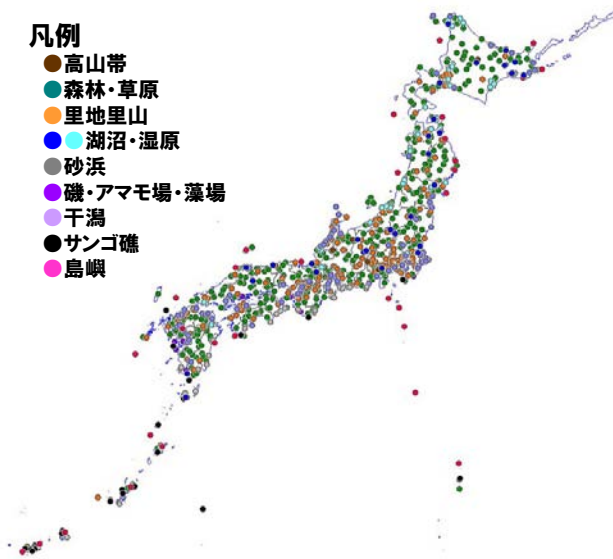 凡例
高山帯
森林・草原
里地里山
湖沼・湿原
砂浜
磯・アマモ場・藻場
干潟
サンゴ礁
島嶼